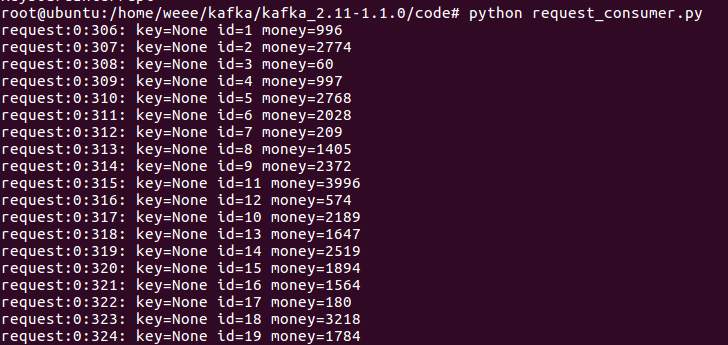 root@ubuntu:/home/weee/kafka/kafka_2.11-1.1.0/code# python request_consumer.py
request:0:306: key=None id=1 money=996
request:0:307: key=None id=2 money=2774
request:0:308: key=None id=3 money=60
request:0:309: key=None id=4 money=997
request:0:310: key=None id=5 money=2768
request:0:311: key=None id=6 money=2028
request:0:312: key=None id=7 money=209
request:0:313: key=None id=8 money=1405
request:0:314: key=None id=9 money=2372
request:0:315: key=None id=11 money=3996
request:0:316: key=None id=12 money=574
request:0:317: key=None id=10 money=2189
request:0:318: key=None id=13 money=1647
request:0:319: key=None id=14 money=2519
request:0:320: key=None id=15 money=1894
request:0:321: key=None id=16 money=1564
request:0:322: key=None id=17 money=180
request:0:323: key=None id=18 money=3218
request:0:324: key=None id=19 money=1784